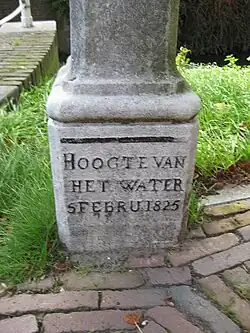 HOOGTE VAN
HET WATER
5 FEBRU. 1825